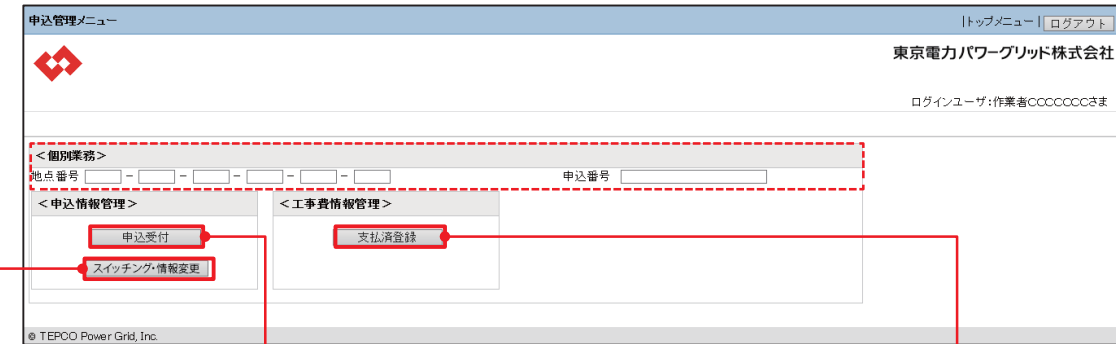 申込管理メニュー |トップメニュー| ログアウト
東京電力パワーグリッド株式会社
ログインユーザ:作業者CCCCCCCさま
＜個別業務＞
地点番号 － － － － － 申込番号
＜申込情報管理＞ ＜工事費情報管理＞
申込受付 支払済登録
スイッチング・情報変更
© TEPCO Power Grid, Inc.